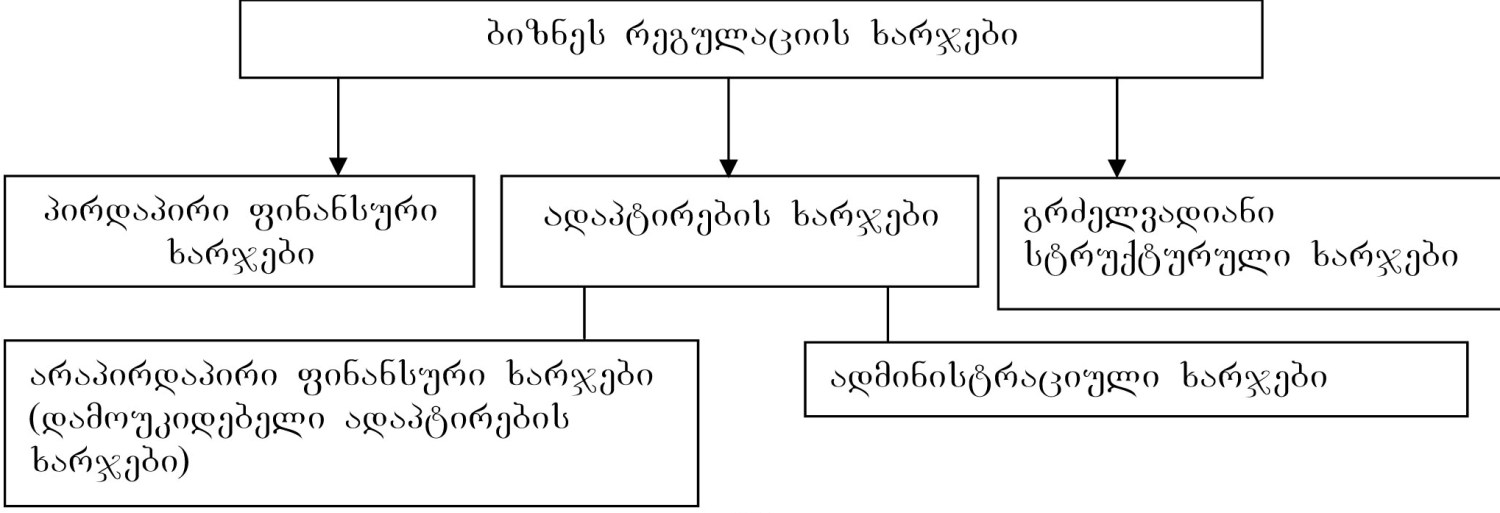 ბიზნეს რეგულაციის ხარჯები
პირდაპირი ფინანსური
ხარჯები
ადაპტირების ხარჯები
გრძელვადიანი
სტრუქტურული ხარჯები
არაპირდაპირი ფინანსური ხარჯები
(დამოუკიდებელი ადაპტირების
ხარჯები)
ადმინისტრაციული ხარჯები